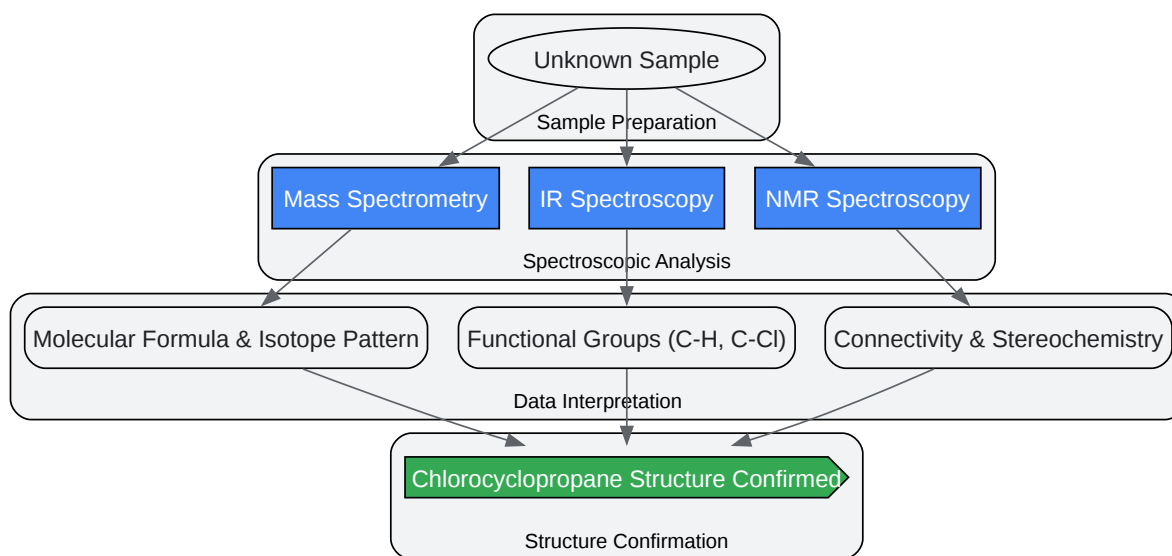 Unknown Sample
Sample Preparation
Mass Spectrometry
IR Spectroscopy
NMR Spectroscopy
Spectroscopic Analysis
Molecular Formula & Isotope Pattern
Functional Groups (C-H, C-Cl)
Connectivity & Stereochemistry
Data Interpretation
Chlorocyclopropane Structure Confirmed
Structure Confirmation